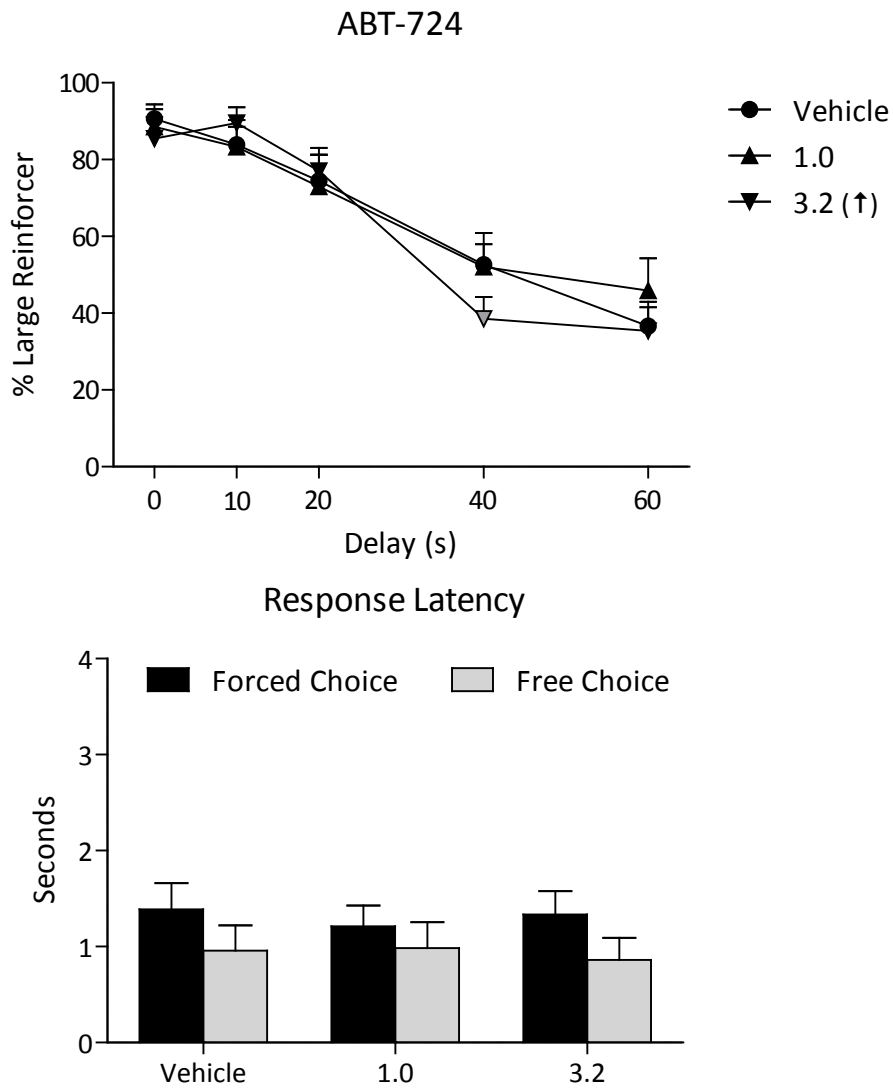 ABT-724
100
80
60
40
20
0
% Large Reinforcer
0 10 20 40 60
Delay (s)
Vehicle
1.0
3.2 (↑)
Response Latency
Forced Choice Free Choice
4
3
2
1
0
Seconds
Vehicle 1.0 3.2